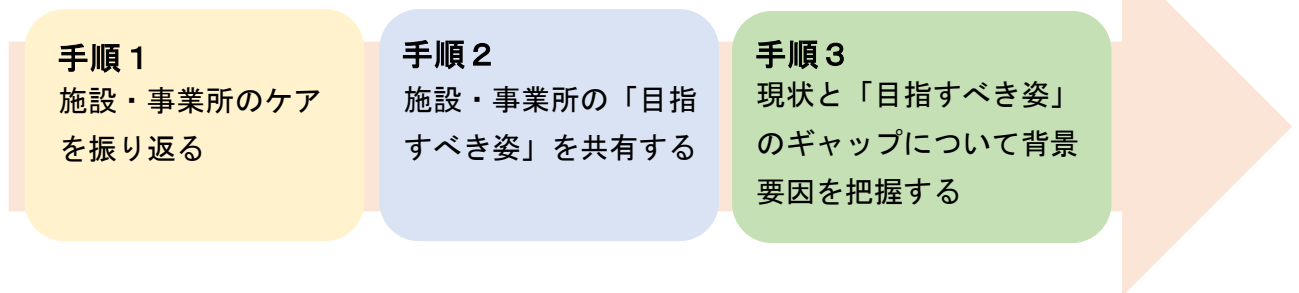 手順１
施設・事業所のケア
を振り返る
手順２
施設・事業所の「目指
すべき姿」を共有する
手順３
現状と「目指すべき姿」
のギャップについて背景
要因を把握する